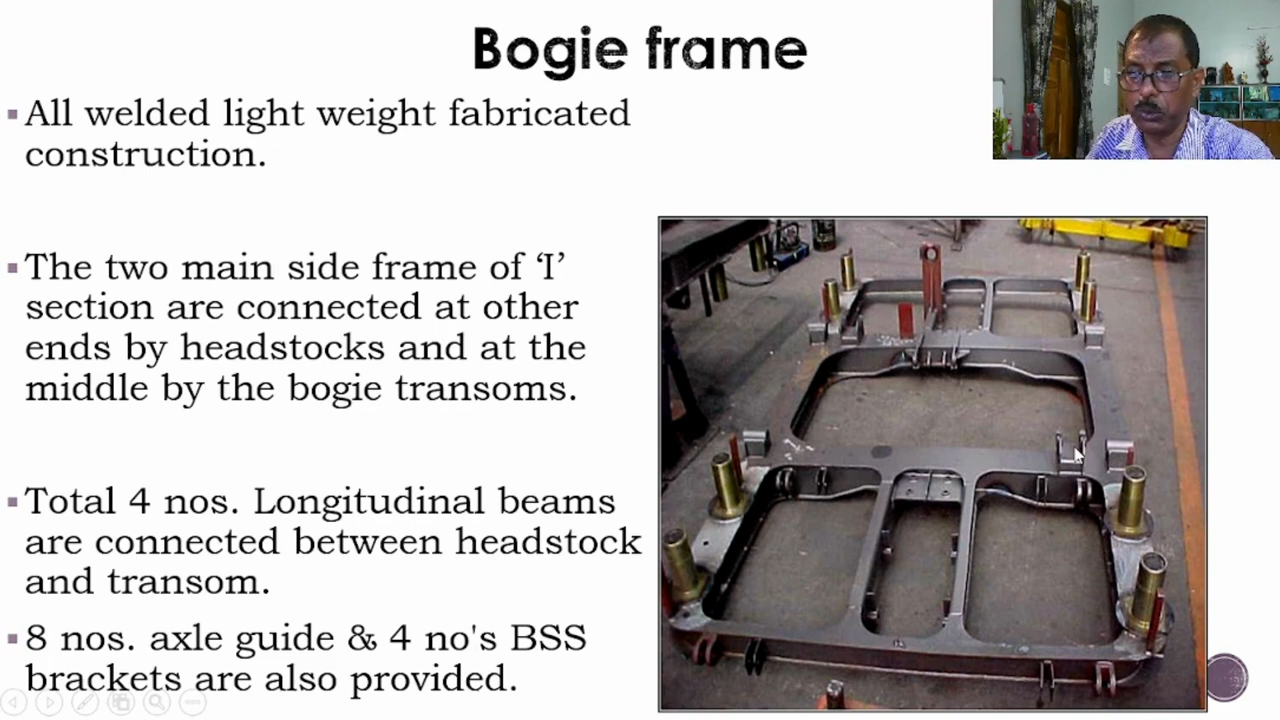 Bogie frame
All welded light weight fabricated
construction.
The two main side frame of ‘I’
section are connected at other
ends by headstocks and at the
middle by the bogie transoms.
Total 4 nos. Longitudinal beams
are connected between headstock
and transom.
8 nos. axle guide & 4 no's BSS
brackets are also provided.